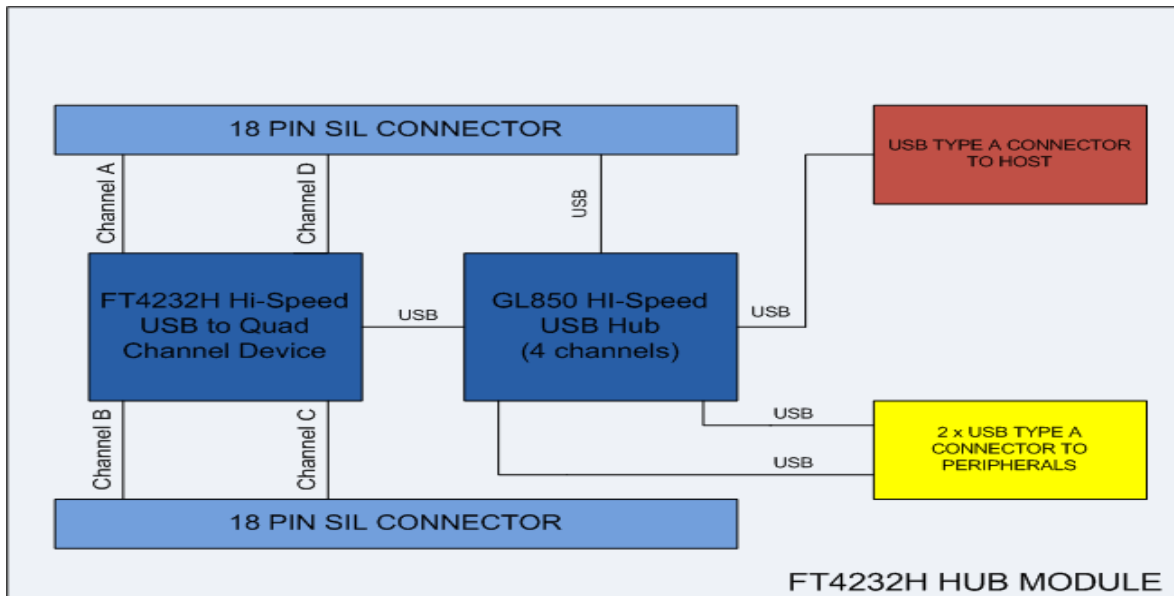 18 PIN SIL CONNECTOR
USB TYPE A CONNECTOR
TO HOST
Channel A
Channel D
USB
FT4232H Hi-Speed
USB to Quad
Channel Device
USB
GL850 HI-Speed
USB Hub
(4 channels)
USB
Channel B
Channel C
USB
USB
2 x USB TYPE A
CONNECTOR TO
PERIPHERALS
18 PIN SIL CONNECTOR
FT4232H HUB MODULE